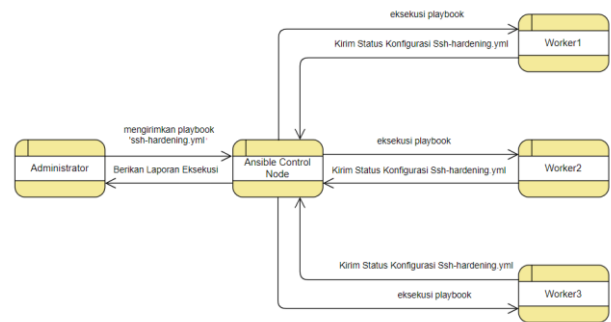 eksekusi playbook
Kirim Status Konfigurasi Ssh-hardening.yml
Worker1
mengirimkan playbook
'ssh-hardening.yml'
Administrator
Berikan Laporan Eksekusi
Ansible Control
Node
eksekusi playbook
Kirim Status Konfigurasi Ssh-hardening.yml
Worker2
Kirim Status Konfigurasi Ssh-hardening.yml
eksekusi playbook
Worker3